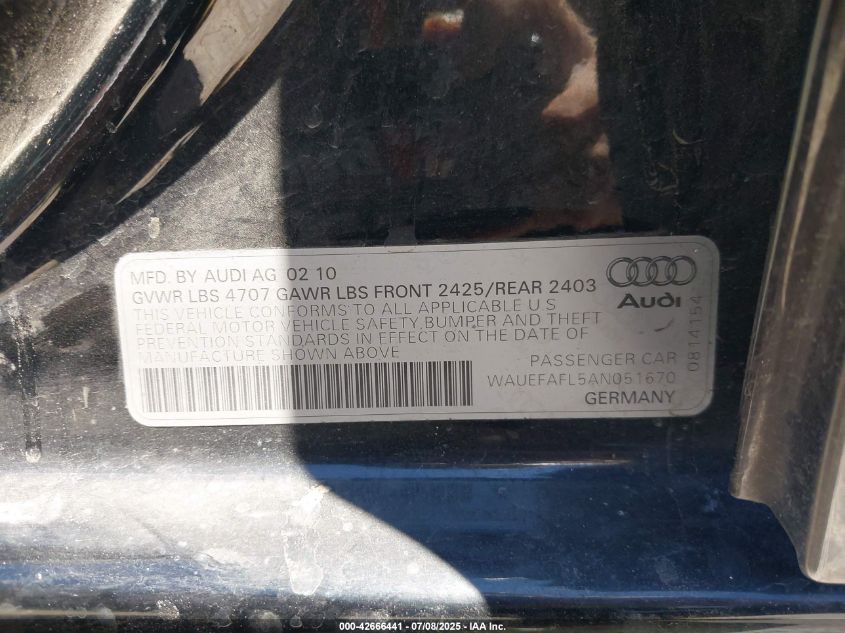 MFD. BY AUDI AG 02 10
GVWR LBS 4707 GAWR LBS FRONT 2425/REAR 2403
THIS VEHICLE CONFORMS TO ALL APPLICABLE U S
FEDERAL MOTOR VEHICLE SAFETY,BUMPER AND THEFT
PREVENTION STANDARDS IN EFFECT ON THE DATE OF
MANUFACTURE SHOWN ABOVE
Audi
0814154
PASSENGER CAR
WAUEFAFL5AN051670
GERMANY
000-42666441 - 07/08/2025 - IAA Inc.